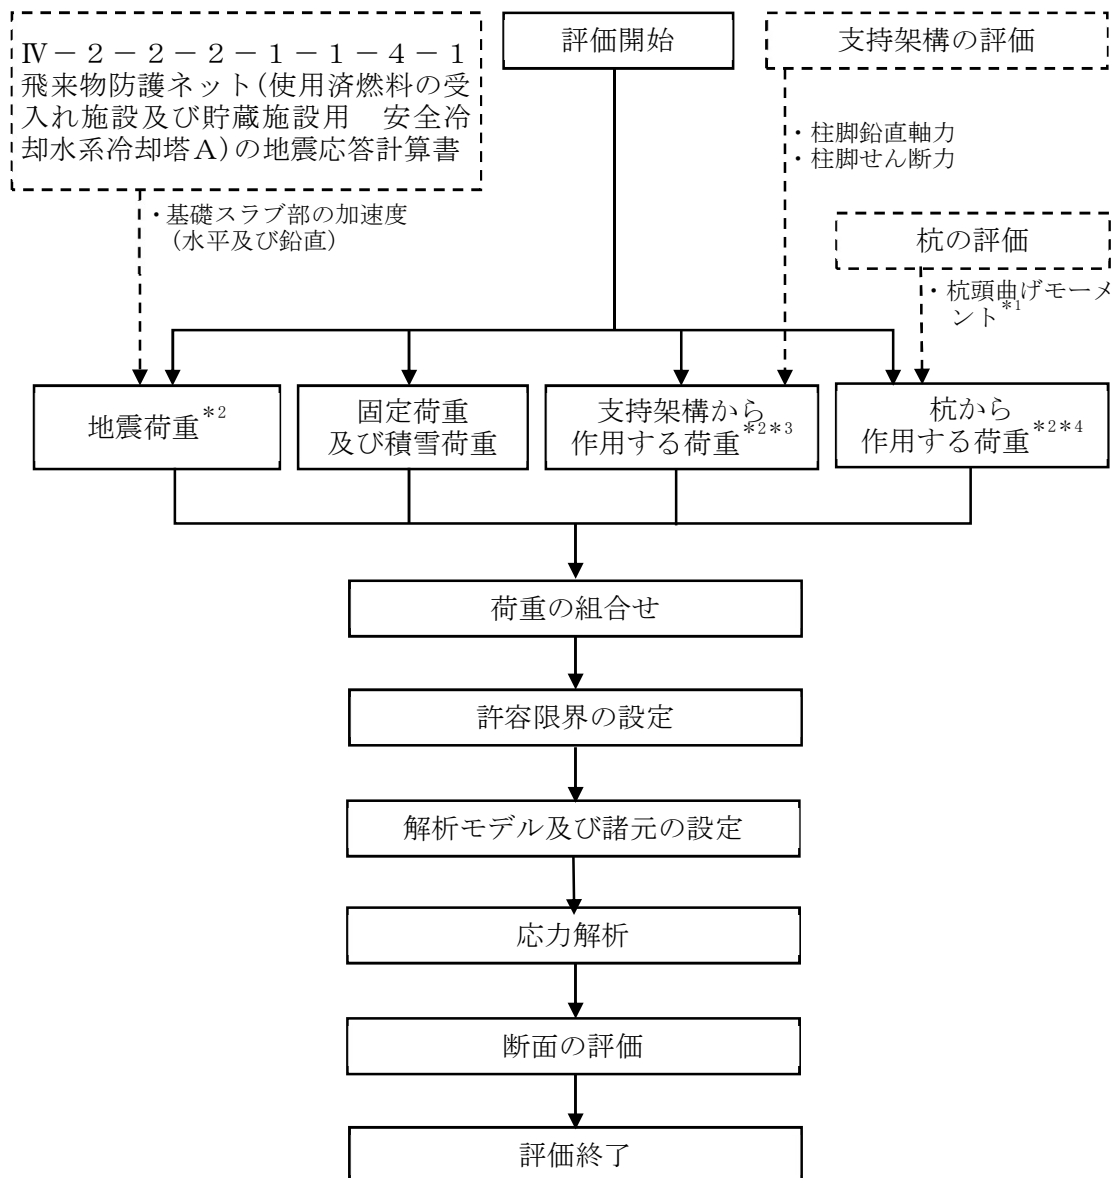 Ⅳ－２－２－２－１－１－４－１
飛来物防護ネット(使用済燃料の受
入れ施設及び貯蔵施設用　安全冷
却水系冷却塔Ａ)の地震応答計算書
評価開始
支持架構の評価
・柱脚鉛直軸力
・柱脚せん断力
・基礎スラブ部の加速度
(水平及び鉛直)
杭の評価
・杭頭曲げモーメ
ント*1
地震荷重*2
固定荷重
及び積雪荷重
支持架構から
作用する荷重*2*3
杭から
作用する荷重*2*4
荷重の組合せ
許容限界の設定
解析モデル及び諸元の設定
応力解析
断面の評価
評価終了